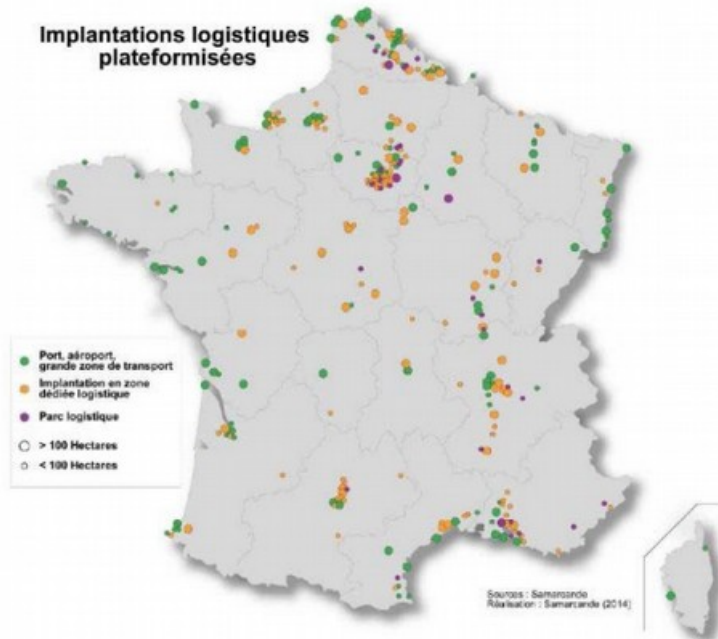 Implantations logistiques
plateformisées
Port, aéroport,
grande zone de transport
Implantation en zone
dédiée logistique
Parc logistique
> 100 Hectares
< 100 Hectares
Sources : Samarcande
Réalisation : Samarcande (2014)